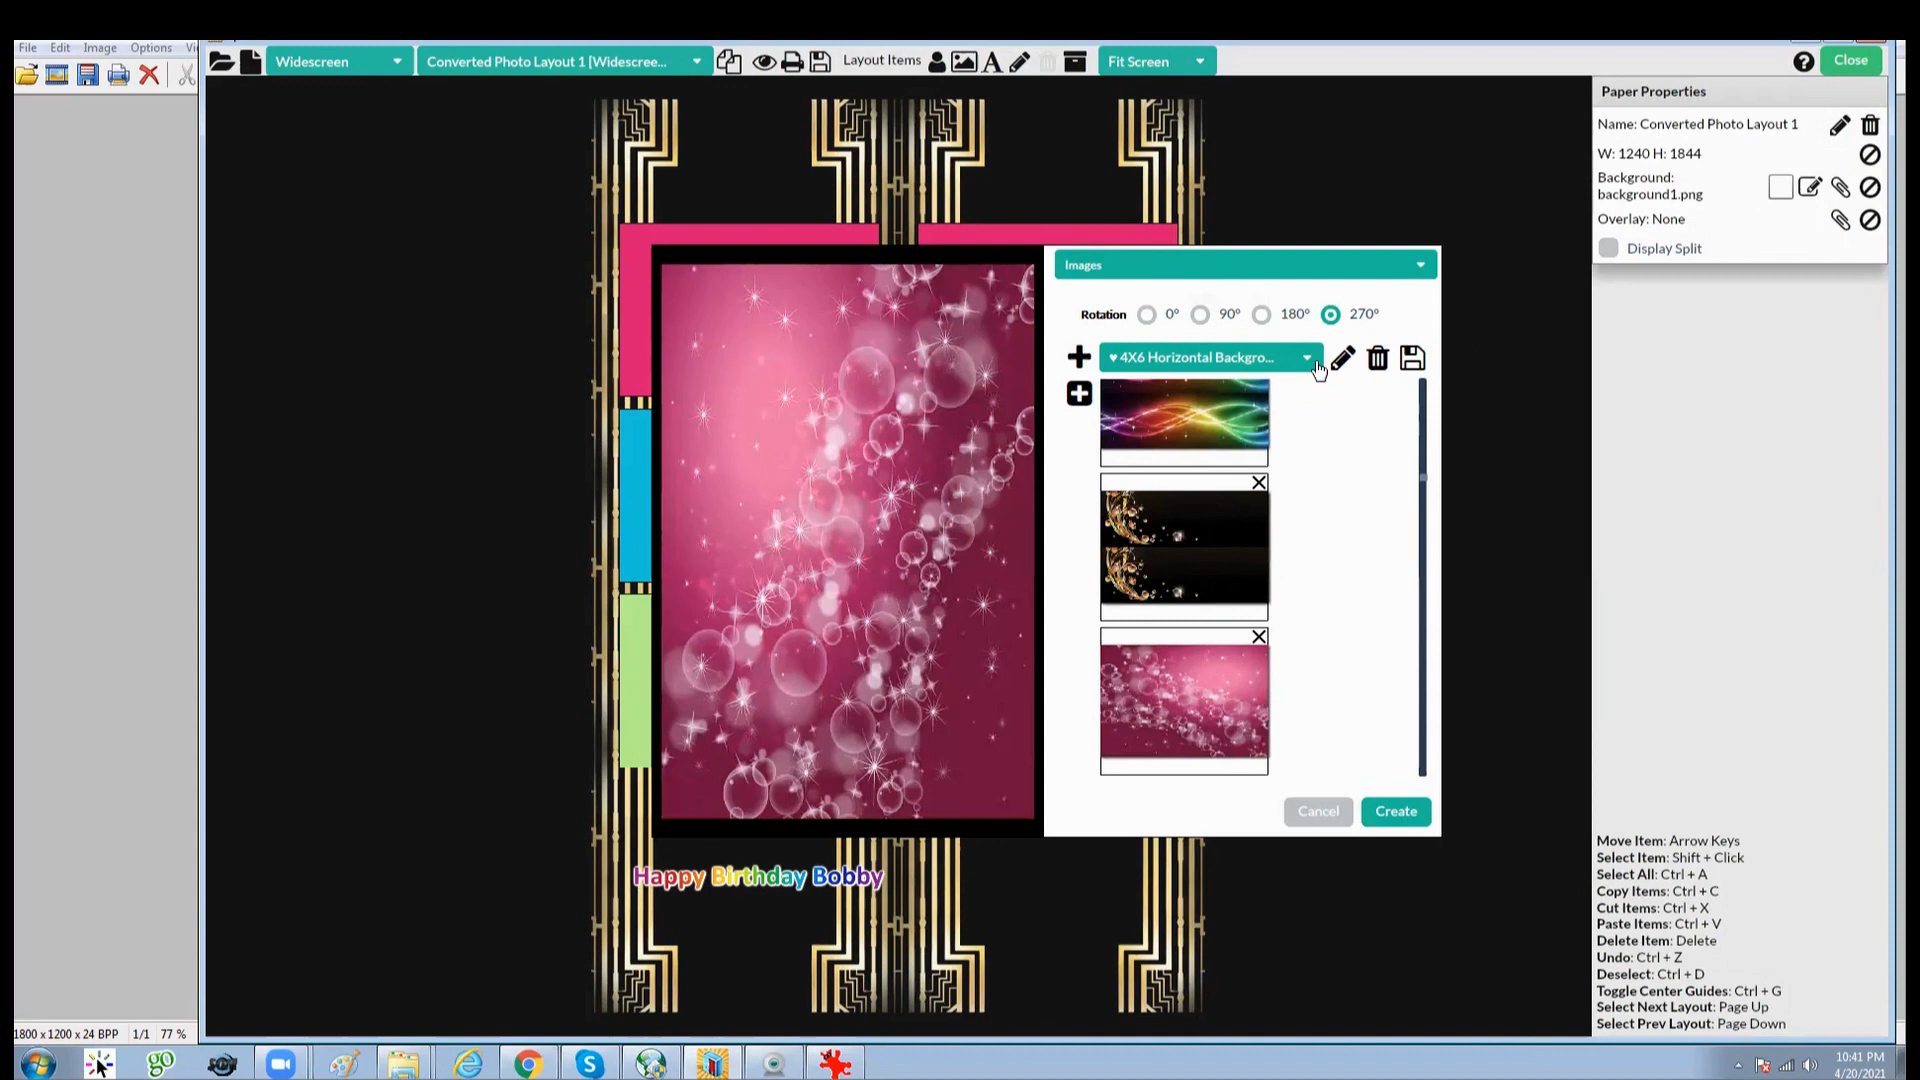 File Edit Image Options Vi
Widescreen
Converted Photo Layout 1 [Widescree...
Layout Items
A
Fit Screen
Close
Paper Properties
Name: Converted Photo Layout 1
W: 1240 H: 1844
Background:
background1.png
Overlay: None
Display Split
Images
Rotation 0° 90° 180° 270°
♥ 4X6 Horizontal Backgro...
Cancel Create
Happy Birthday Bobby
Move Item: Arrow Keys
Select Item: Shift + Click
Select All: Ctrl + A
Copy Items: Ctrl + C
Cut Items: Ctrl + X
Paste Items: Ctrl + V
Delete Item: Delete
Undo: Ctrl + Z
Deselect: Ctrl + D
Toggle Center Guides: Ctrl + G
Select Next Layout: Page Up
Select Prev Layout: Page Down
1800 x 1200 x 24 BPP 1/1 77 %
go
10:41 PM
4/20/2021